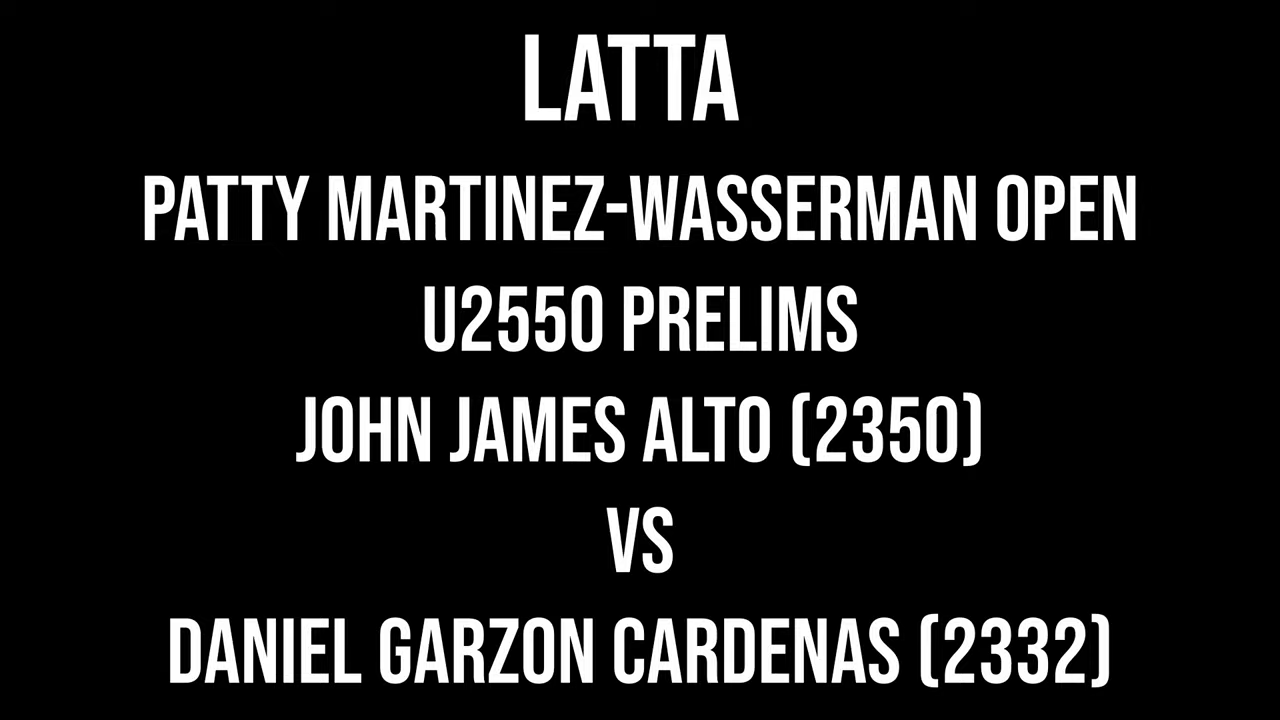 LATTA
PATTY MARTINEZ-WASSERMAN OPEN
U2550 PRELIMS
JOHN JAMES ALTO (2350)
VS
DANIEL GARZON CARDENAS (2332)